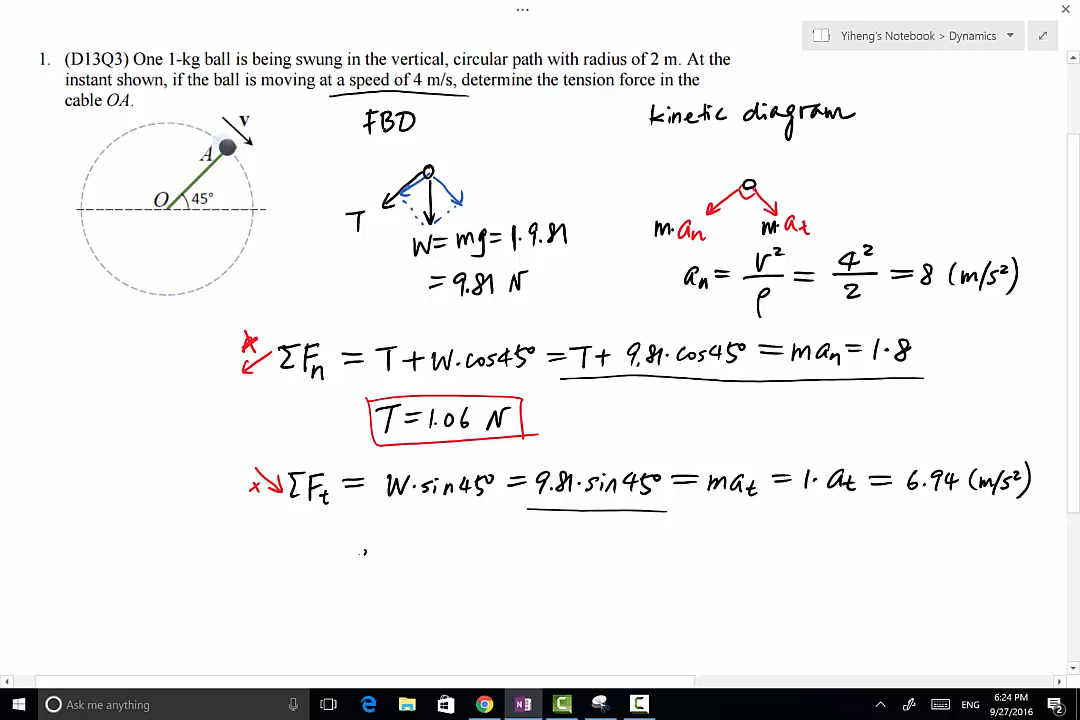 ...
Yiheng's Notebook > Dynamics
1. (D13Q3) One 1-kg ball is being swung in the vertical, circular path with radius of 2 m. At the
instant shown, if the ball is moving at a speed of 4 m/s, determine the tension force in the
cable OA.
FBD
kinetic diagram
v
A
O 45°
T
W = mg = 1·9.81
= 9.81 N
m·an m·at
an = v²/ρ = 4²/2 = 8 (m/s²)
ΣFn = T + W·cos45° = T + 9.81·cos45° = man = 1·8
T = 1.06 N
ΣFt = W·sin45° = 9.81·sin45° = mat = 1·at = 6.94 (m/s²)
Ask me anything
ENG
6:24 PM
9/27/2016
2